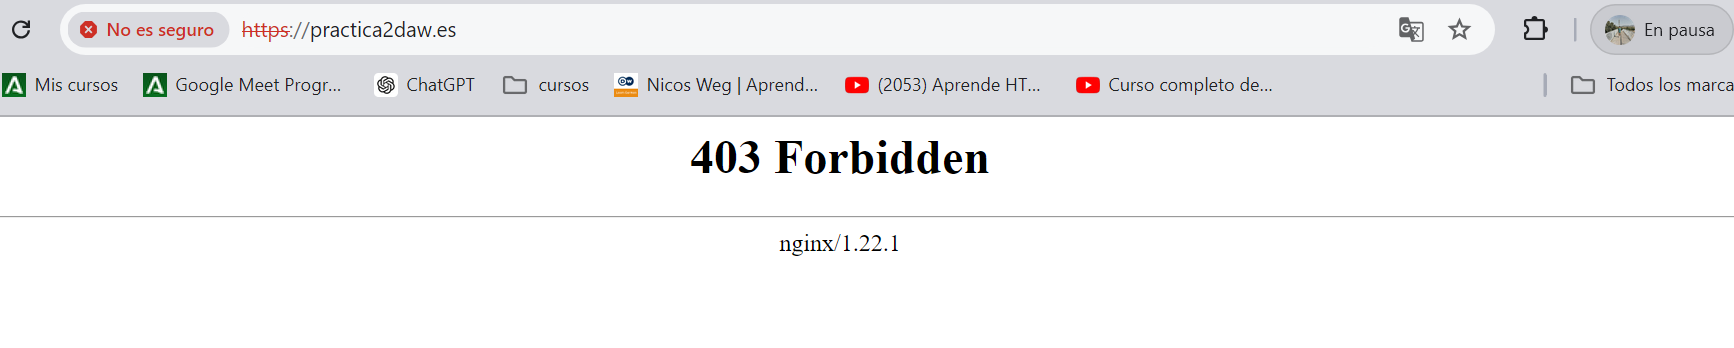 No es seguro https://practica2daw.es En pausa
Mis cursos Google Meet Progr... ChatGPT cursos Nicos Weg | Aprend... (2053) Aprende HT... Curso completo de... Todos los marca
403 Forbidden
nginx/1.22.1